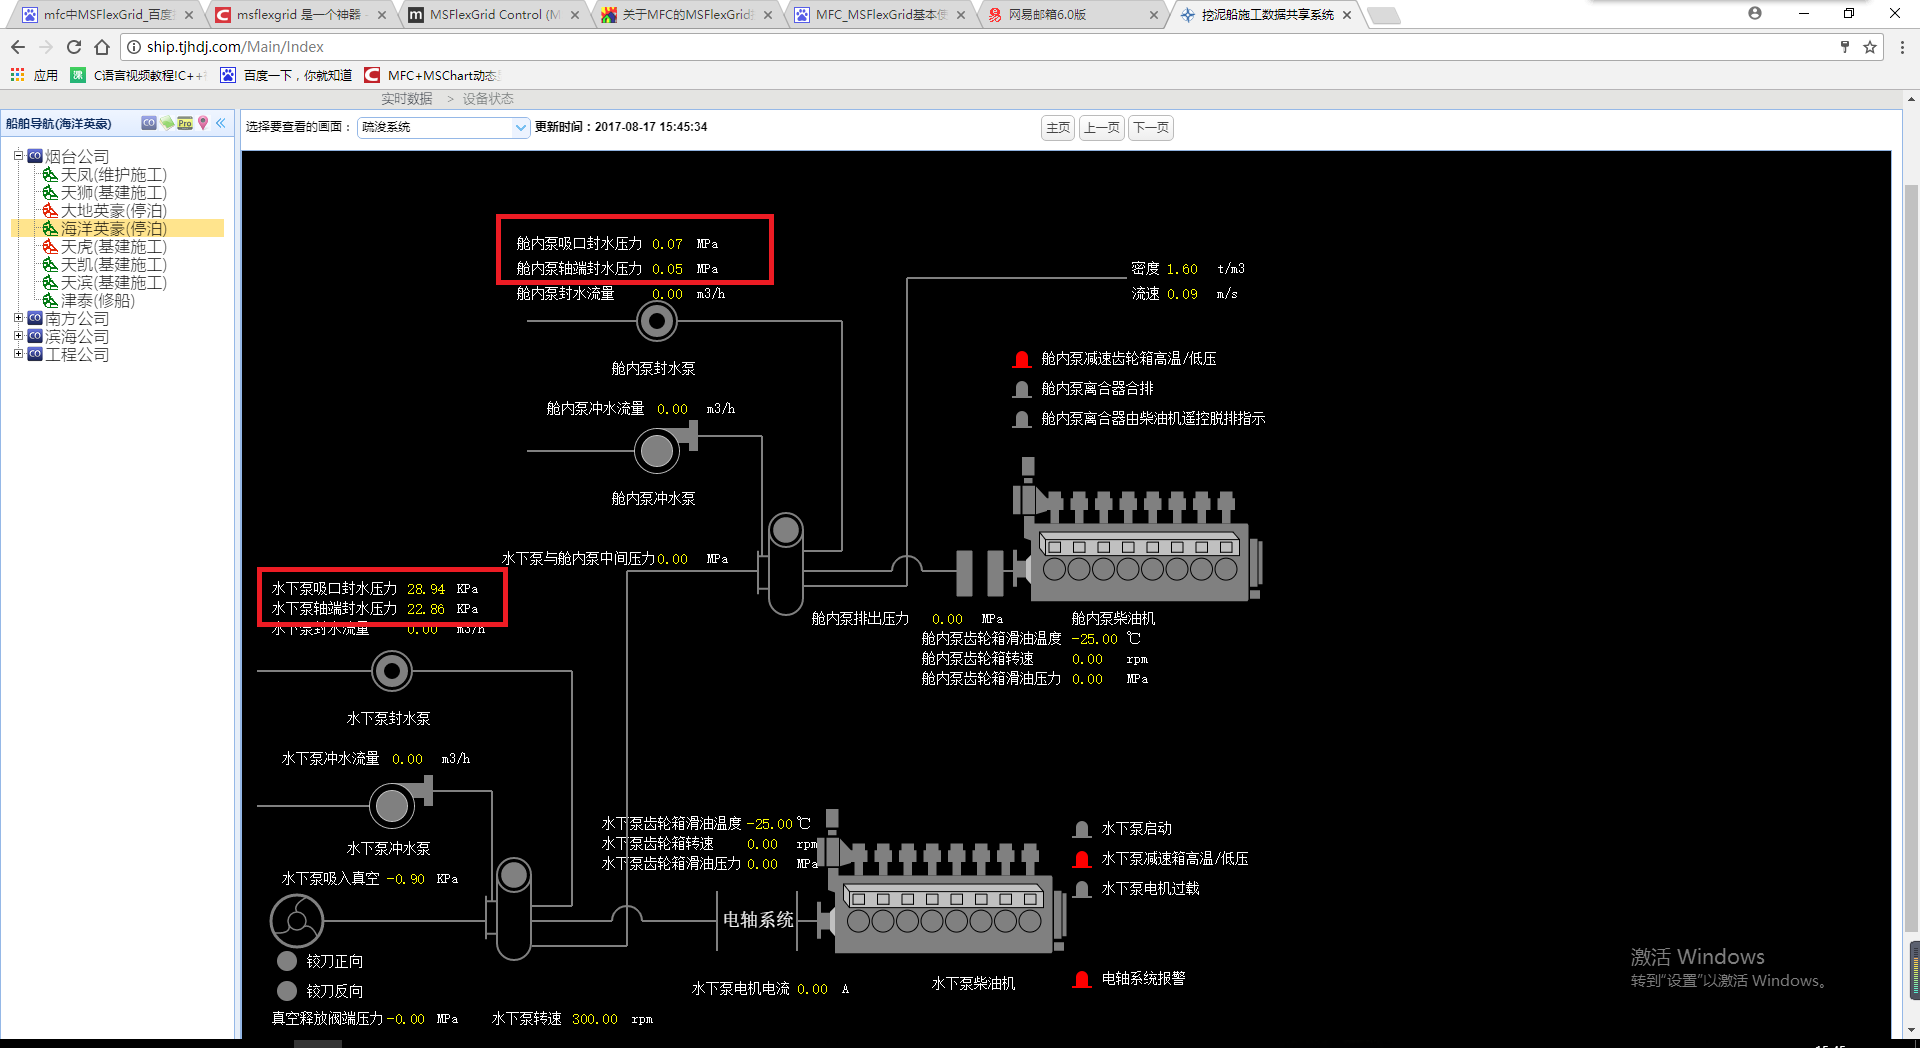 mfc中MSFlexGrid_百度
msflexgrid 是一个神器
MSFlexGrid Control (M
关于MFC的MSFlexGrid
MFC_MSFlexGrid基本使
网易邮箱6.0版
挖泥船施工数据共享系统
ship.tjhdj.com/Main/Index
应用
C语言视频教程!C++
百度一下，你就知道
MFC+MSChart动态
实时数据 > 设备状态
船舶导航(海洋英豪)
选择要查看的画面：
疏浚系统
更新时间：2017-08-17 15:45:34
主页
上一页
下一页
烟台公司
天凤(维护施工)
天狮(基建施工)
大地英豪(停泊)
海洋英豪(停泊)
天虎(基建施工)
天凯(基建施工)
天滨(基建施工)
津泰(修船)
南方公司
滨海公司
工程公司
舱内泵吸口封水压力 0.07 MPa
舱内泵轴端封水压力 0.05 MPa
舱内泵封水流量 0.00 m3/h
密度 1.60 t/m3
流速 0.09 m/s
舱内泵封水泵
舱内泵减速齿轮箱高温/低压
舱内泵离合器合排
舱内泵离合器由柴油机遥控脱排指示
舱内泵冲水流量 0.00 m3/h
舱内泵冲水泵
水下泵与舱内泵中间压力0.00 MPa
水下泵吸口封水压力 28.94 KPa
水下泵轴端封水压力 22.86 KPa
水下泵封水流量 0.00 m3/h
舱内泵排出压力 0.00 MPa
舱内泵柴油机
舱内泵齿轮箱滑油温度 -25.00 ℃
舱内泵齿轮箱转速 0.00 rpm
舱内泵齿轮箱滑油压力 0.00 MPa
水下泵封水泵
水下泵冲水流量 0.00 m3/h
水下泵冲水泵
水下泵齿轮箱滑油温度 -25.00 ℃
水下泵齿轮箱转速 0.00 rpm
水下泵齿轮箱滑油压力 0.00 MPa
水下泵启动
水下泵减速箱高温/低压
水下泵电机过载
水下泵吸入真空 -0.90 KPa
电轴系统
铰刀正向
铰刀反向
水下泵电机电流 0.00 A
水下泵柴油机
电轴系统报警
真空释放阀端压力 -0.00 MPa
水下泵转速 300.00 rpm
激活 Windows
转到“设置”以激活 Windows。